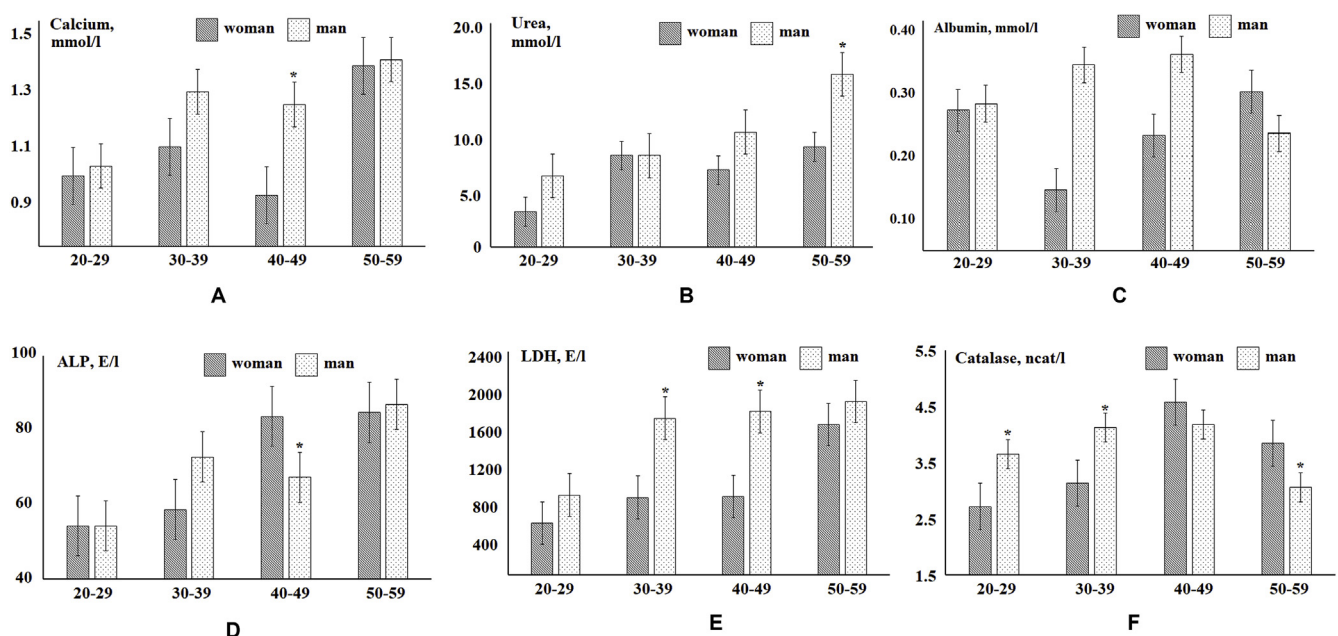 Calcium,
mmol/l
woman man
1.5
1.3
1.1
0.9
*
20-29 30-39 40-49 50-59
A
Urea,
mmol/l
woman man
20.0
15.0
10.0
5.0
0
*
20-29 30-39 40-49 50-59
B
Albumin, mmol/l
woman man
0.40
0.30
0.20
0.10
20-29 30-39 40-49 50-59
C
ALP, E/l
woman man
100
80
60
40
*
20-29 30-39 40-49 50-59
D
LDH, E/l
woman man
2400
2000
1600
1200
800
400
* *
20-29 30-39 40-49 50-59
E
Catalase, ncat/l
woman man
5.5
4.5
3.5
2.5
1.5
* * *
20-29 30-39 40-49 50-59
F